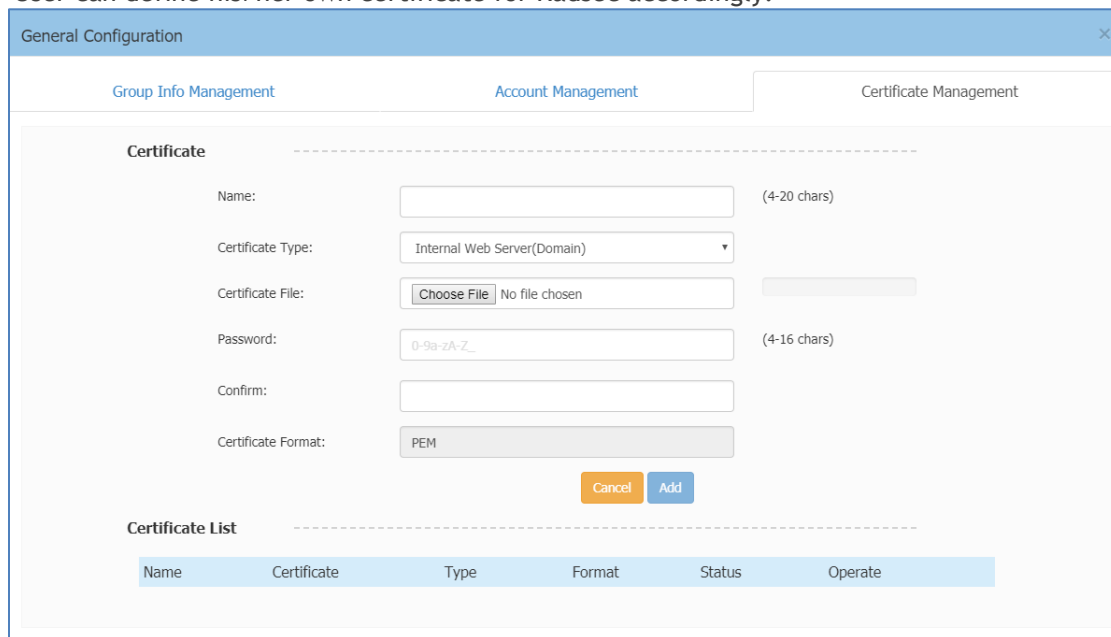 General Configuration ×
Group Info Management Account Management Certificate Management
Certificate
Name: (4-20 chars)
Certificate Type: Internal Web Server(Domain)
Certificate File: Choose File No file chosen
Password: 0-9a-zA-Z_ (4-16 chars)
Confirm:
Certificate Format: PEM
Cancel Add
Certificate List
Name Certificate Type Format Status Operate